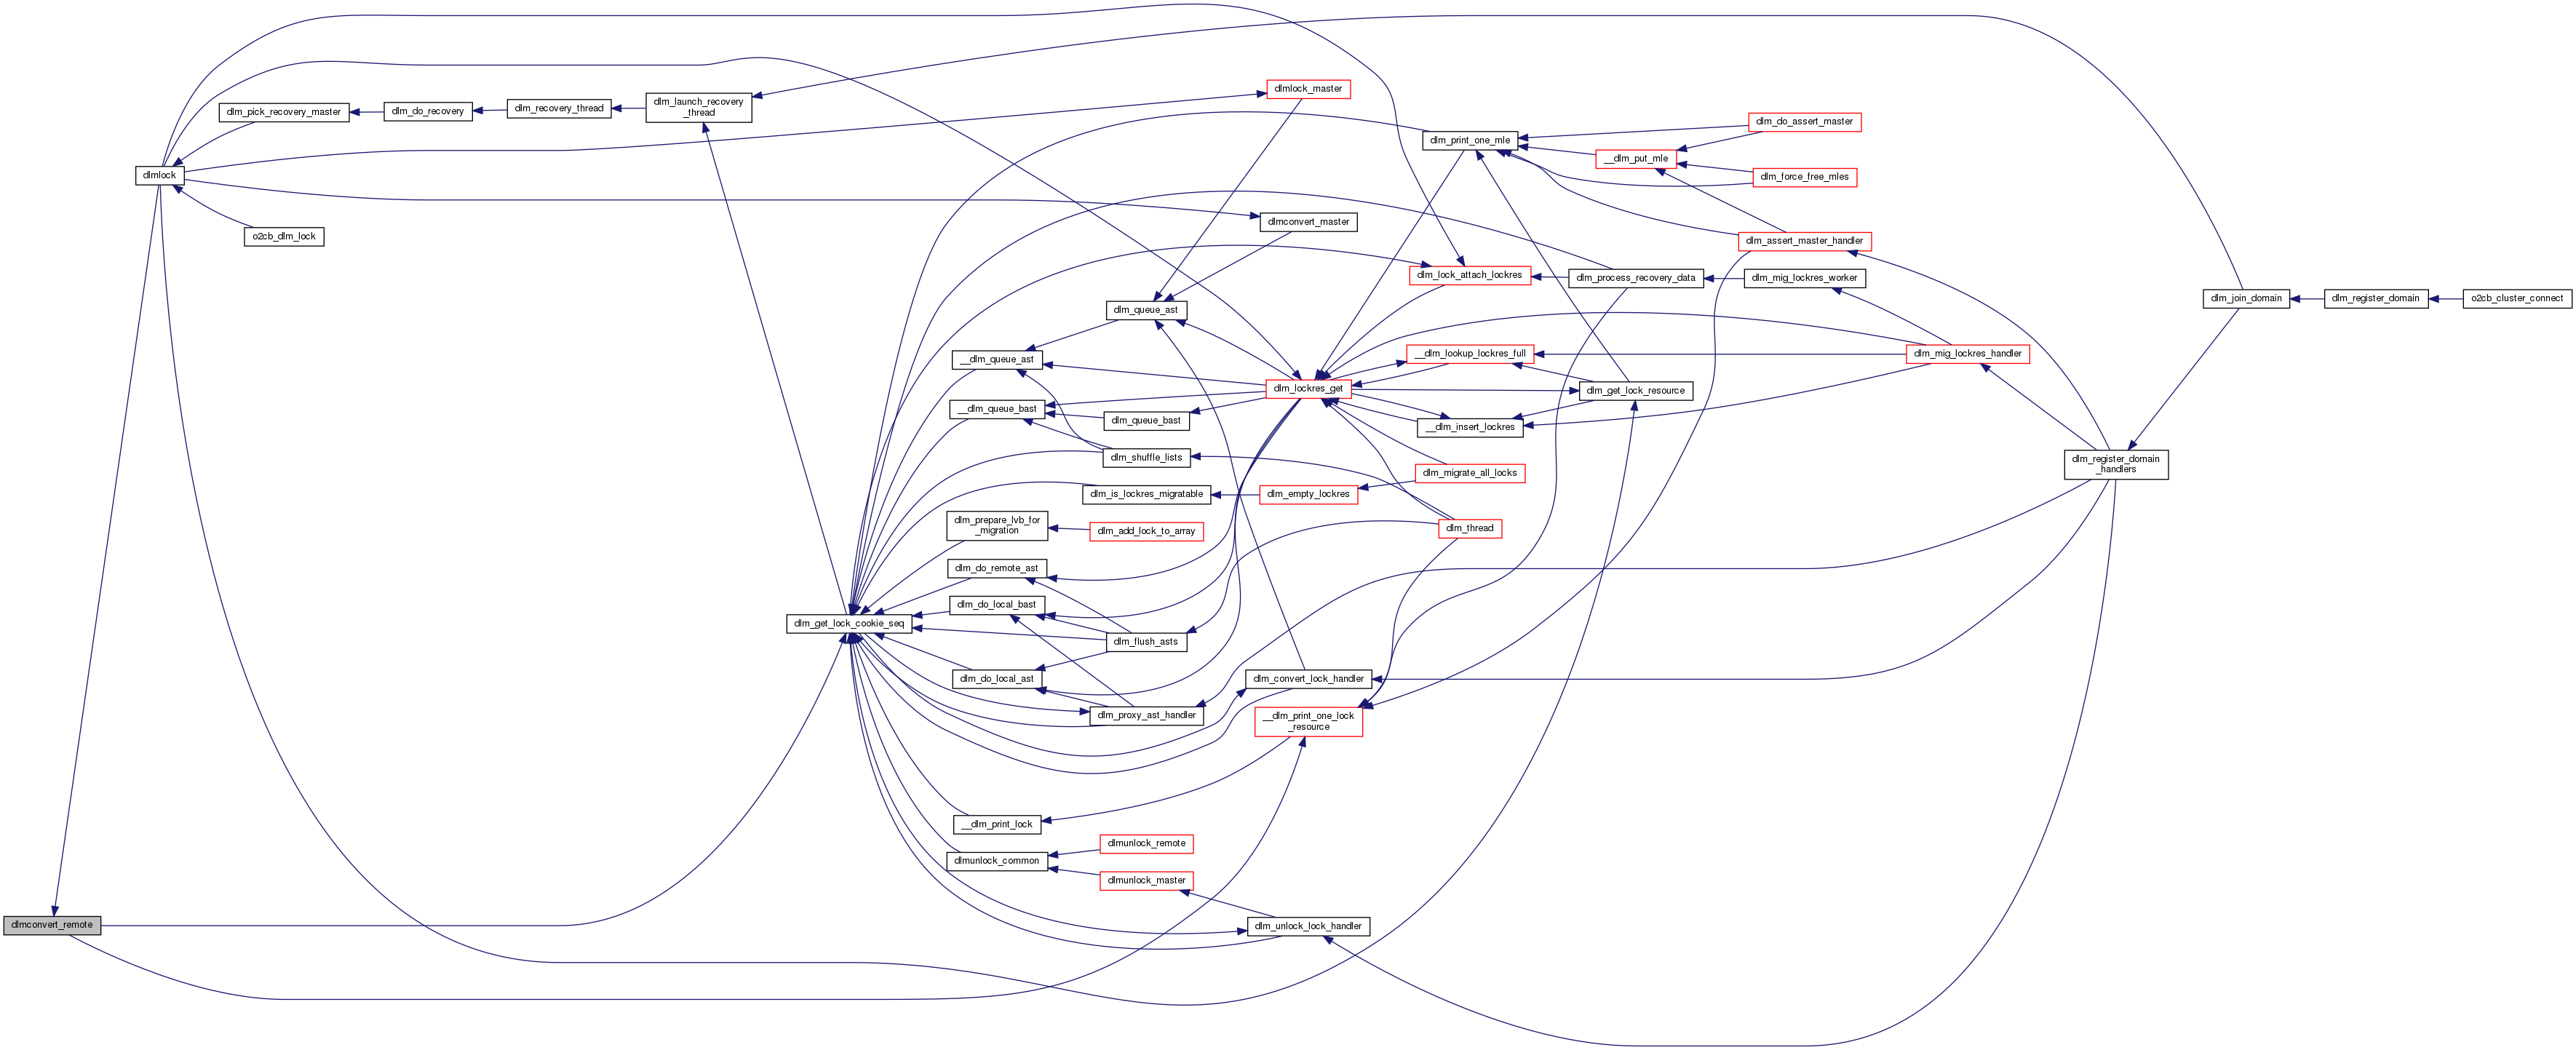 dlmlock_master
dlm_launch_recovery
_thread
dlm_pick_recovery_master
dlm_do_recovery
dlm_recovery_thread
dlm_do_assert_master
dlm_print_one_mle
__dlm_put_mle
dlmlock
dlm_force_free_mles
dlmconvert_master
o2cb_dlm_lock
dlm_assert_master_handler
dlm_lock_attach_lockres
dlm_process_recovery_data
dlm_mig_lockres_worker
dlm_join_domain
dlm_register_domain
o2cb_cluster_connect
dlm_queue_ast
__dlm_queue_ast
__dlm_lookup_lockres_full
dlm_mig_lockres_handler
dlm_lockres_get
dlm_get_lock_resource
__dlm_queue_bast
dlm_queue_bast
__dlm_insert_lockres
dlm_shuffle_lists
dlm_register_domain
_handlers
dlm_migrate_all_locks
dlm_is_lockres_migratable
dlm_empty_lockres
dlm_prepare_lvb_for
_migration
dlm_add_lock_to_array
dlm_thread
dlm_do_remote_ast
dlm_do_local_bast
dlm_get_lock_cookie_seq
dlm_flush_asts
dlm_do_local_ast
dlm_convert_lock_handler
dlm_proxy_ast_handler
__dlm_print_one_lock
_resource
__dlm_print_lock
dlmunlock_remote
dlmunlock_common
dlmunlock_master
dlmconvert_remote
dlm_unlock_lock_handler